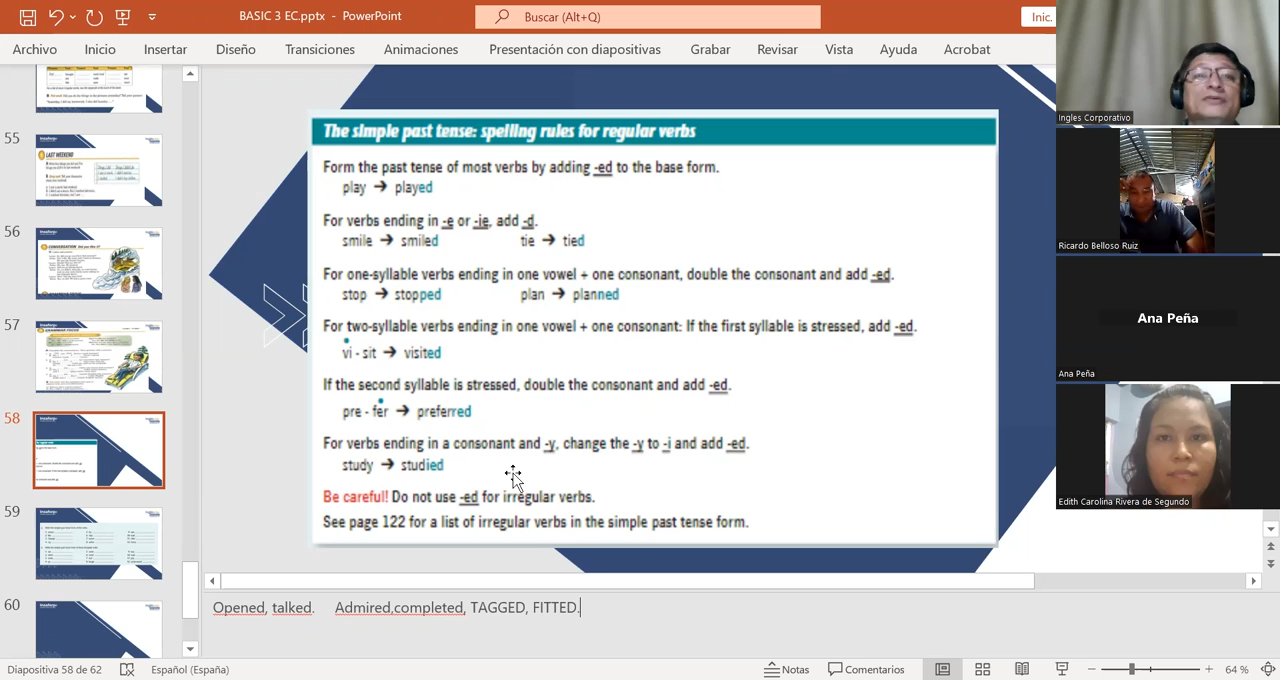 BASIC 3 EC.pptx - PowerPoint
Buscar (Alt+Q)
Inic.
Archivo Inicio Insertar Diseño Transiciones Animaciones Presentación con diapositivas Grabar Revisar Vista Ayuda Acrobat
55
LAST WEEKEND
56
57
58
59
60
The simple past tense: spelling rules for regular verbs
Form the past tense of most verbs by adding -ed to the base form.
play → played
For verbs ending in -e or -ie, add -d.
smile → smiled tie → tied
For one-syllable verbs ending in one vowel + one consonant, double the consonant and add -ed.
stop → stopped plan → planned
For two-syllable verbs ending in one vowel + one consonant: If the first syllable is stressed, add -ed.
vi - sit → visited
If the second syllable is stressed, double the consonant and add -ed.
pre - fer → preferred
For verbs ending in a consonant and -y, change the -y to -i and add -ed.
study → studied
Be careful! Do not use -ed for irregular verbs.
See page 122 for a list of irregular verbs in the simple past tense form.
Opened, talked. Admired,completed, TAGGED, FITTED.
Ingles Corporativo
Ricardo Belloso Ruiz
Ana Peña
Ana Peña
Edith Carolina Rivera de Segundo
Diapositiva 58 de 62 Español (España) Notas Comentarios 64 %